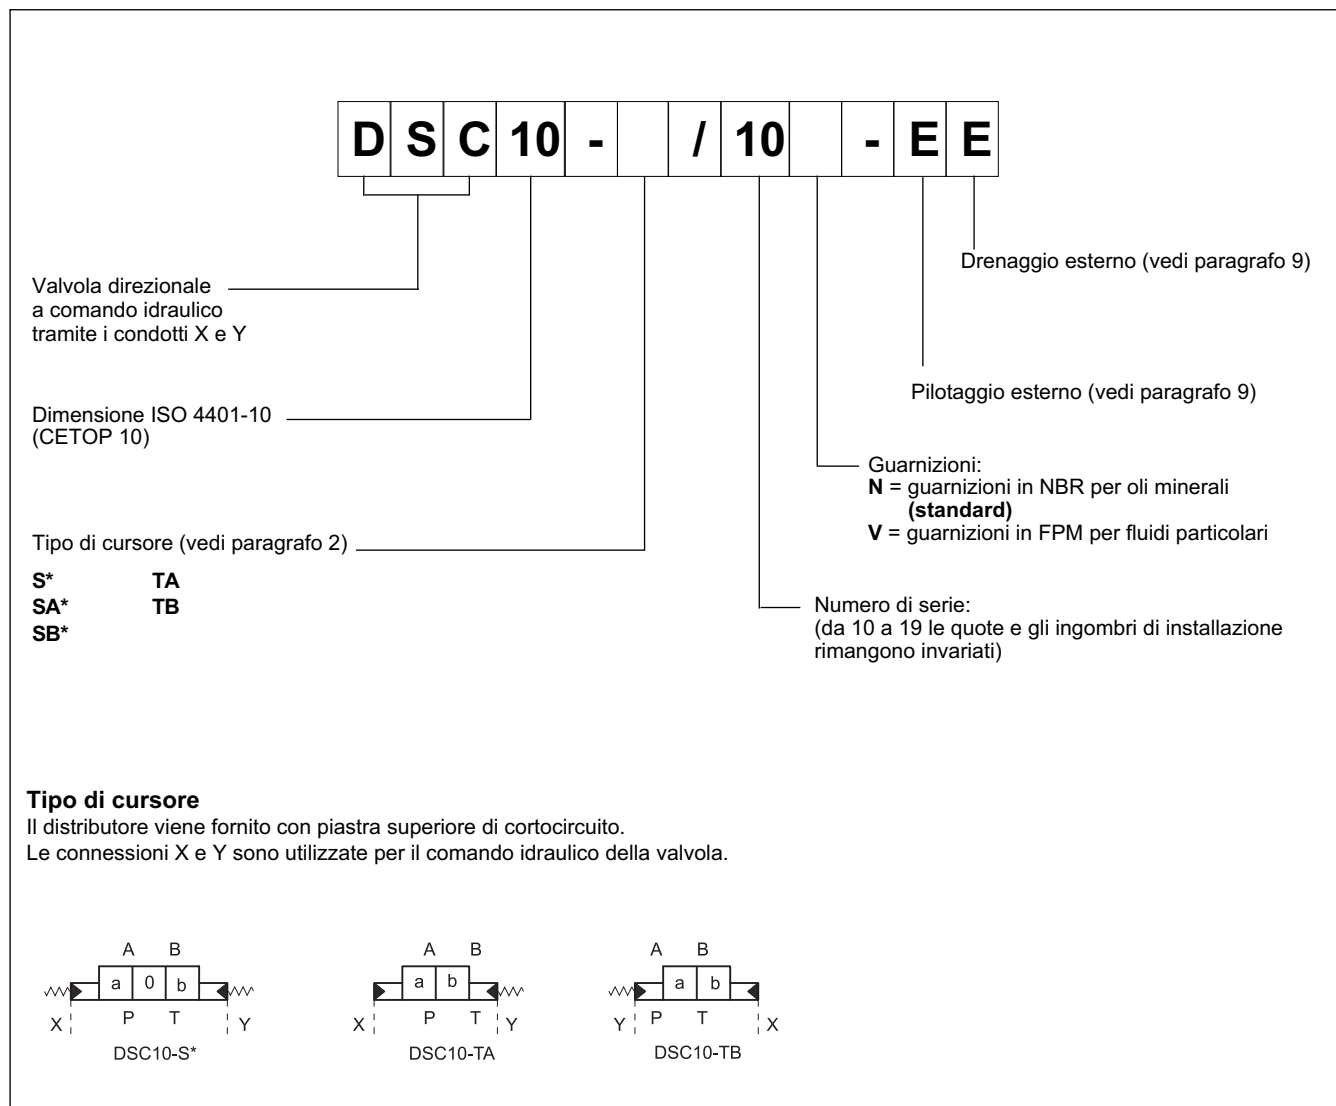 DSC10- /10 -EE
Drenaggio esterno (vedi paragrafo 9)
Valvola direzionale
a comando idraulico
tramite i condotti X e Y
Pilotaggio esterno (vedi paragrafo 9)
Dimensione ISO 4401-10
(CETOP 10)
Guarnizioni:
N = guarnizioni in NBR per oli minerali
(standard)
V = guarnizioni in FPM per fluidi particolari
Tipo di cursore (vedi paragrafo 2)
S* TA
SA* TB
SB*
Numero di serie:
(da 10 a 19 le quote e gli ingombri di installazione
rimangono invariati)
Tipo di cursore
Il distributore viene fornito con piastra superiore di cortocircuito.
Le connessioni X e Y sono utilizzate per il comando idraulico della valvola.
A B
a 0 b
X P T Y
DSC10-S*
A B
a b
X P T Y
DSC10-TA
A B
a b
Y P T X
DSC10-TB